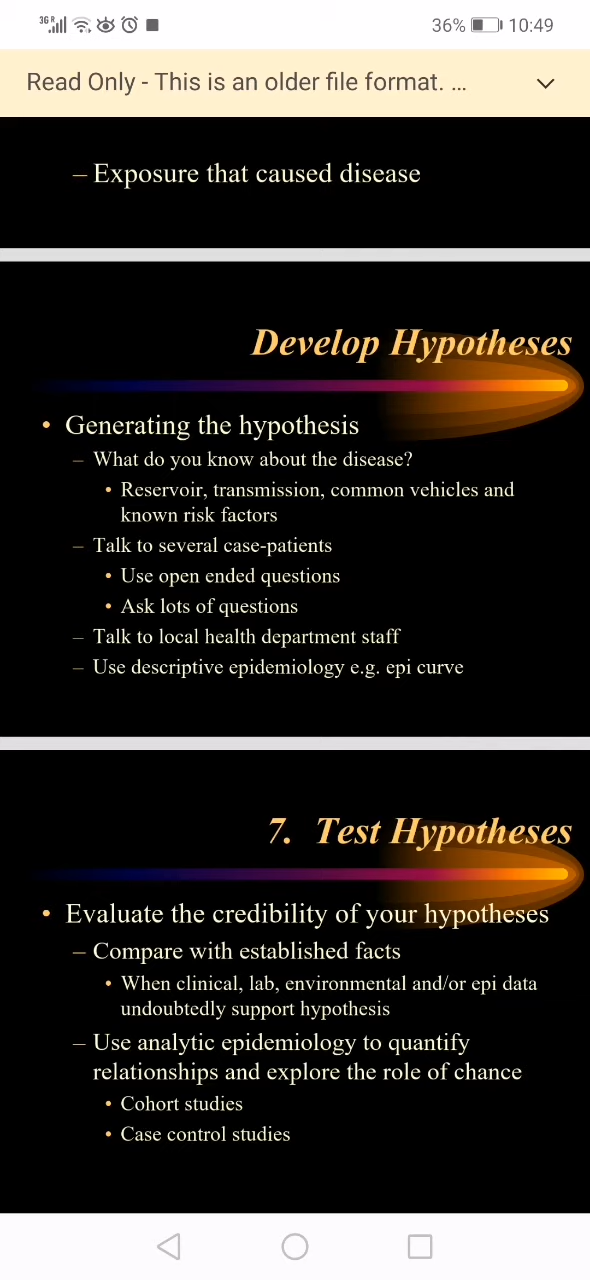 3G R 36% 10:49
Read Only - This is an older file format. ...
– Exposure that caused disease
Develop Hypotheses
• Generating the hypothesis
– What do you know about the disease?
• Reservoir, transmission, common vehicles and
known risk factors
– Talk to several case-patients
• Use open ended questions
• Ask lots of questions
– Talk to local health department staff
– Use descriptive epidemiology e.g. epi curve
7. Test Hypotheses
• Evaluate the credibility of your hypotheses
– Compare with established facts
• When clinical, lab, environmental and/or epi data
undoubtedly support hypothesis
– Use analytic epidemiology to quantify
relationships and explore the role of chance
• Cohort studies
• Case control studies